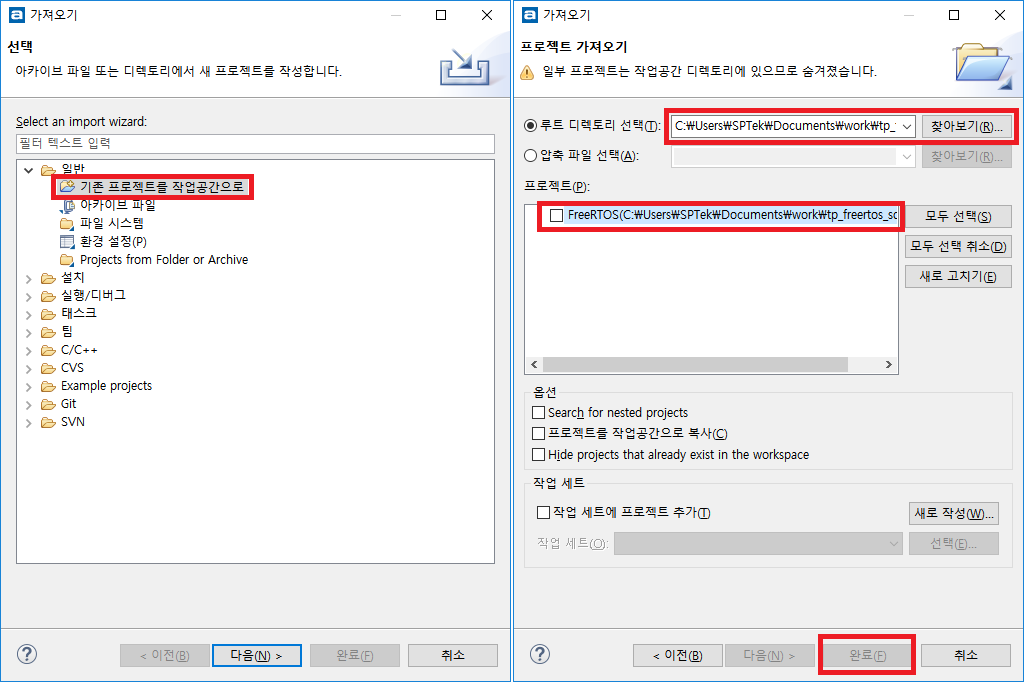 가져오기
선택
아카이브 파일 또는 디렉토리에서 새 프로젝트를 작성합니다.
Select an import wizard:
필터 텍스트 입력
일반
기존 프로젝트를 작업공간으로
아카이브 파일
파일 시스템
환경 설정(P)
Projects from Folder or Archive
설치
실행/디버그
태스크
팀
C/C++
CVS
Example projects
Git
SVN
< 이전(B)
다음(N) >
완료(F)
취소
가져오기
프로젝트 가져오기
일부 프로젝트는 작업공간 디렉토리에 있으므로 숨겨졌습니다.
루트 디렉토리 선택(T):
C:₩Users₩SPTek₩Documents₩work₩tp_
찾아보기(R)...
압축 파일 선택(A):
찾아보기(R)...
프로젝트(P):
FreeRTOS(C:₩Users₩SPTek₩Documents₩work₩tp_freertos_sc
모두 선택(S)
모두 선택 취소(D)
새로 고치기(E)
옵션
Search for nested projects
프로젝트를 작업공간으로 복사(C)
Hide projects that already exist in the workspace
작업 세트
작업 세트에 프로젝트 추가(T)
새로 작성(W)...
작업 세트(O):
선택(E)...
< 이전(B)
다음(N) >
완료(F)
취소